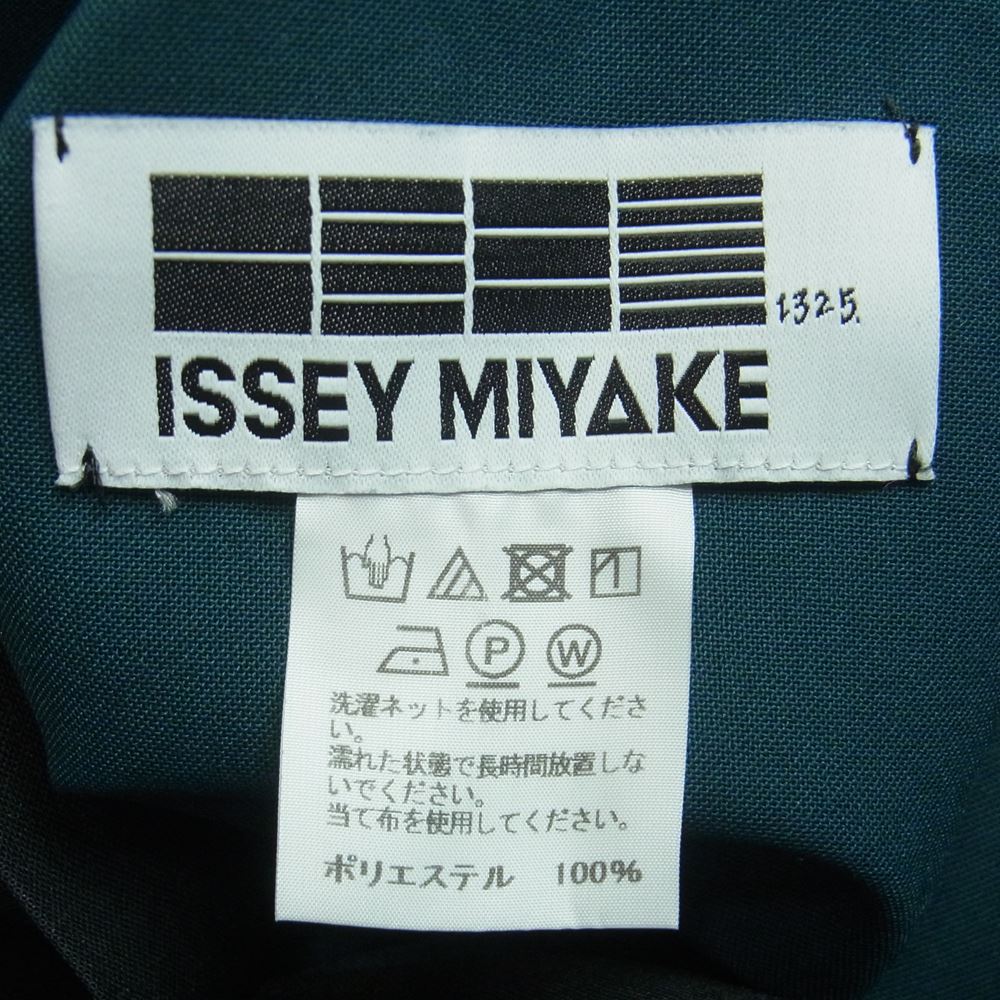 1325.
ISSEY MIYAKE
P W
洗濯ネットを使用してくださ
い。
濡れた状態で長時間放置しな
いでください。
当て布を使用してください。
ポリエステル 100%